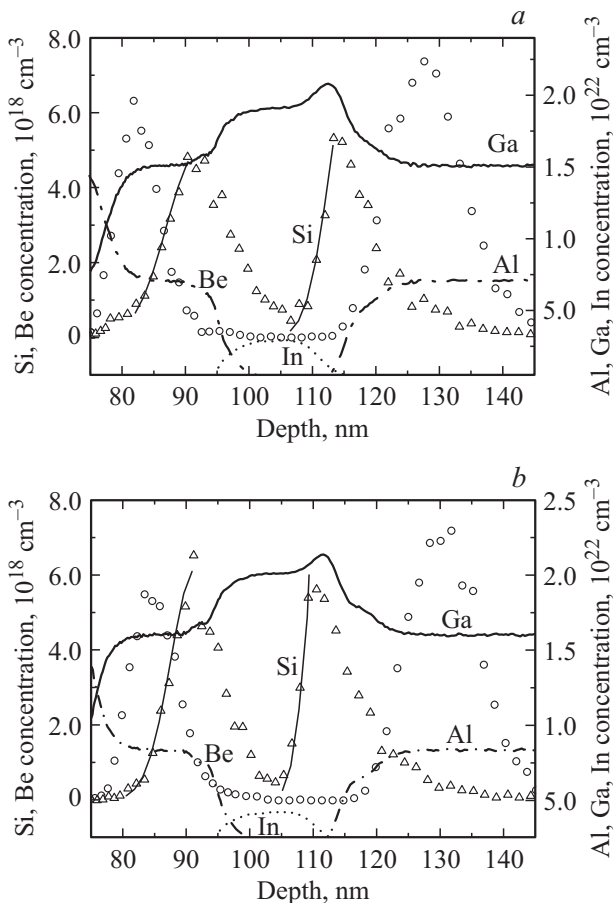 a
8.0
6.0
4.0
2.0
0
2.0
1.5
1.0
5.0
Ga
Si
Be
Al
In
80 90 100 110 120 130 140
Depth, nm
Si, Be concentration, 10^18 cm^−3
Al, Ga, In concentration, 10^22 cm^−3
b
8.0
6.0
4.0
2.0
0
2.5
2.0
1.5
1.0
5.0
Ga
Si
Be
Al
In
80 90 100 110 120 130 140
Depth, nm
Si, Be concentration, 10^18 cm^−3
Al, Ga, In concentration, 10^22 cm^−3